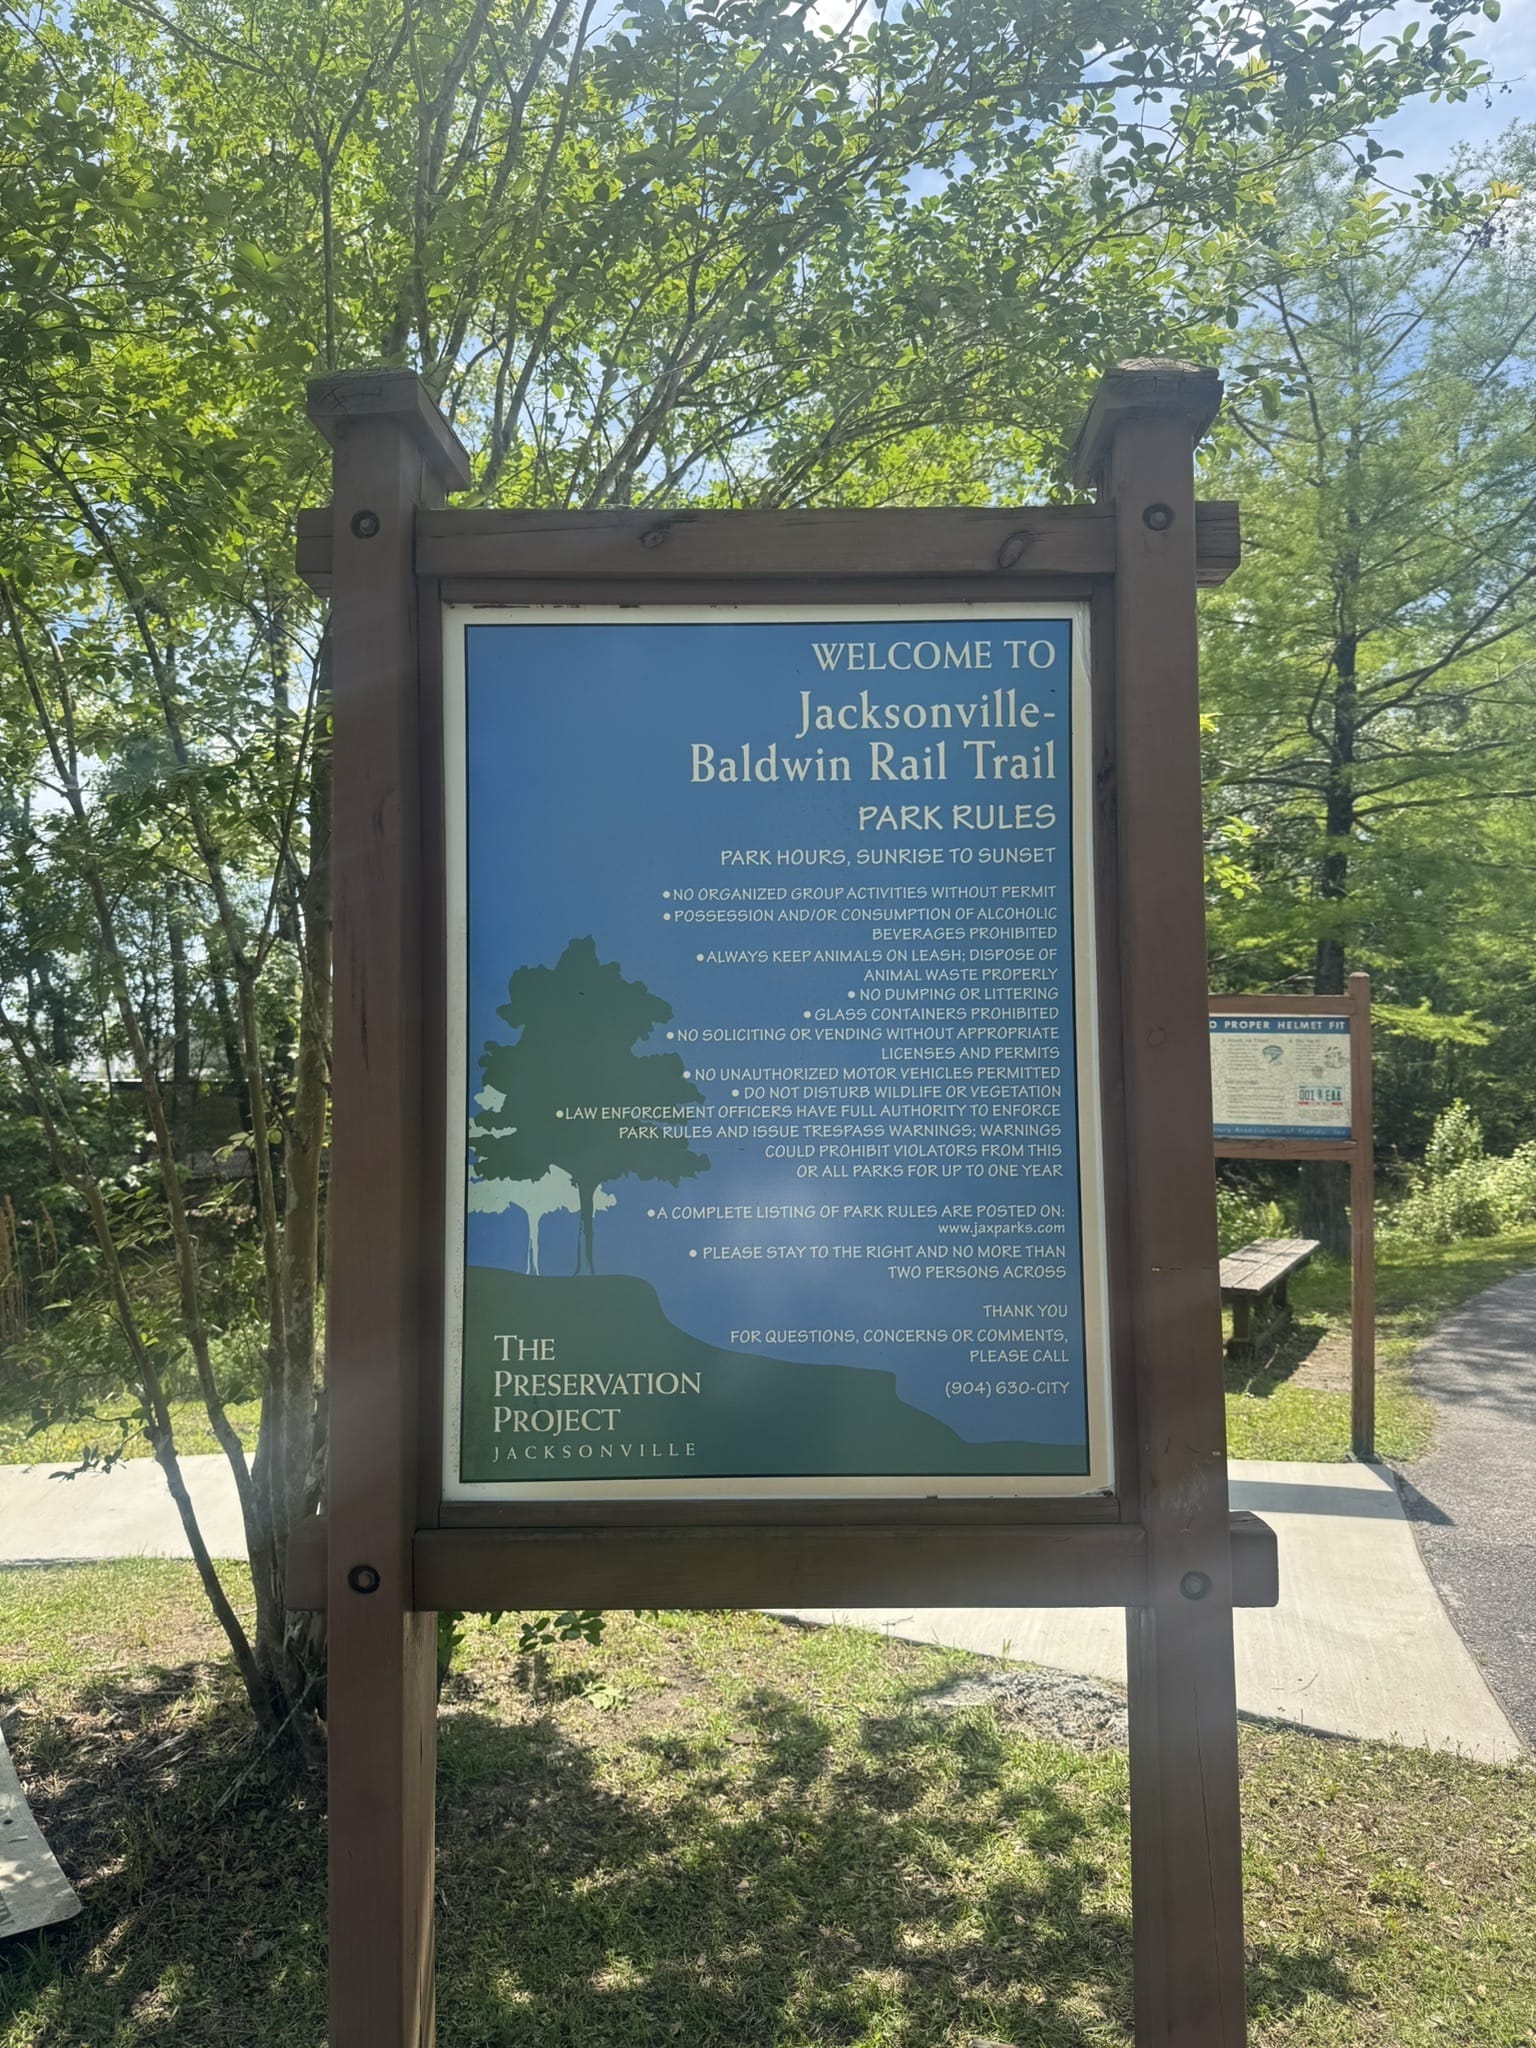 WELCOME TO
Jacksonville-
Baldwin Rail Trail
PARK RULES
PARK HOURS, SUNRISE TO SUNSET
• NO ORGANIZED GROUP ACTIVITIES WITHOUT PERMIT
• POSSESSION AND/OR CONSUMPTION OF ALCOHOLIC
BEVERAGES PROHIBITED
• ALWAYS KEEP ANIMALS ON LEASH; DISPOSE OF
ANIMAL WASTE PROPERLY
• NO DUMPING OR LITTERING
• GLASS CONTAINERS PROHIBITED
• NO SOLICITING OR VENDING WITHOUT APPROPRIATE
LICENSES AND PERMITS
• NO UNAUTHORIZED MOTOR VEHICLES PERMITTED
• DO NOT DISTURB WILDLIFE OR VEGETATION
• LAW ENFORCEMENT OFFICERS HAVE FULL AUTHORITY TO ENFORCE
PARK RULES AND ISSUE TRESPASS WARNINGS; WARNINGS
COULD PROHIBIT VIOLATORS FROM THIS
OR ALL PARKS FOR UP TO ONE YEAR
• A COMPLETE LISTING OF PARK RULES ARE POSTED ON:
www.jaxparks.com
• PLEASE STAY TO THE RIGHT AND NO MORE THAN
TWO PERSONS ACROSS
THANK YOU
FOR QUESTIONS, CONCERNS OR COMMENTS,
PLEASE CALL
(904) 630-CITY
THE
PRESERVATION
PROJECT
JACKSONVILLE
O PROPER HELMET FIT